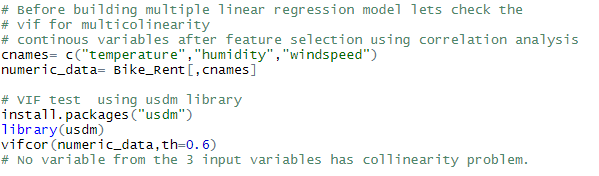 # Before building multiple linear regression model lets check the
# vif for multicolinearity
# continous variables after feature selection using correlation analysis
cnames= c("temperature","humidity","windspeed")
numeric_data= Bike_Rent[,cnames]
# VIF test  using usdm library
install.packages("usdm")
library(usdm)
vifcor(numeric_data,th=0.6)
# No variable from the 3 input variables has collinearity problem.